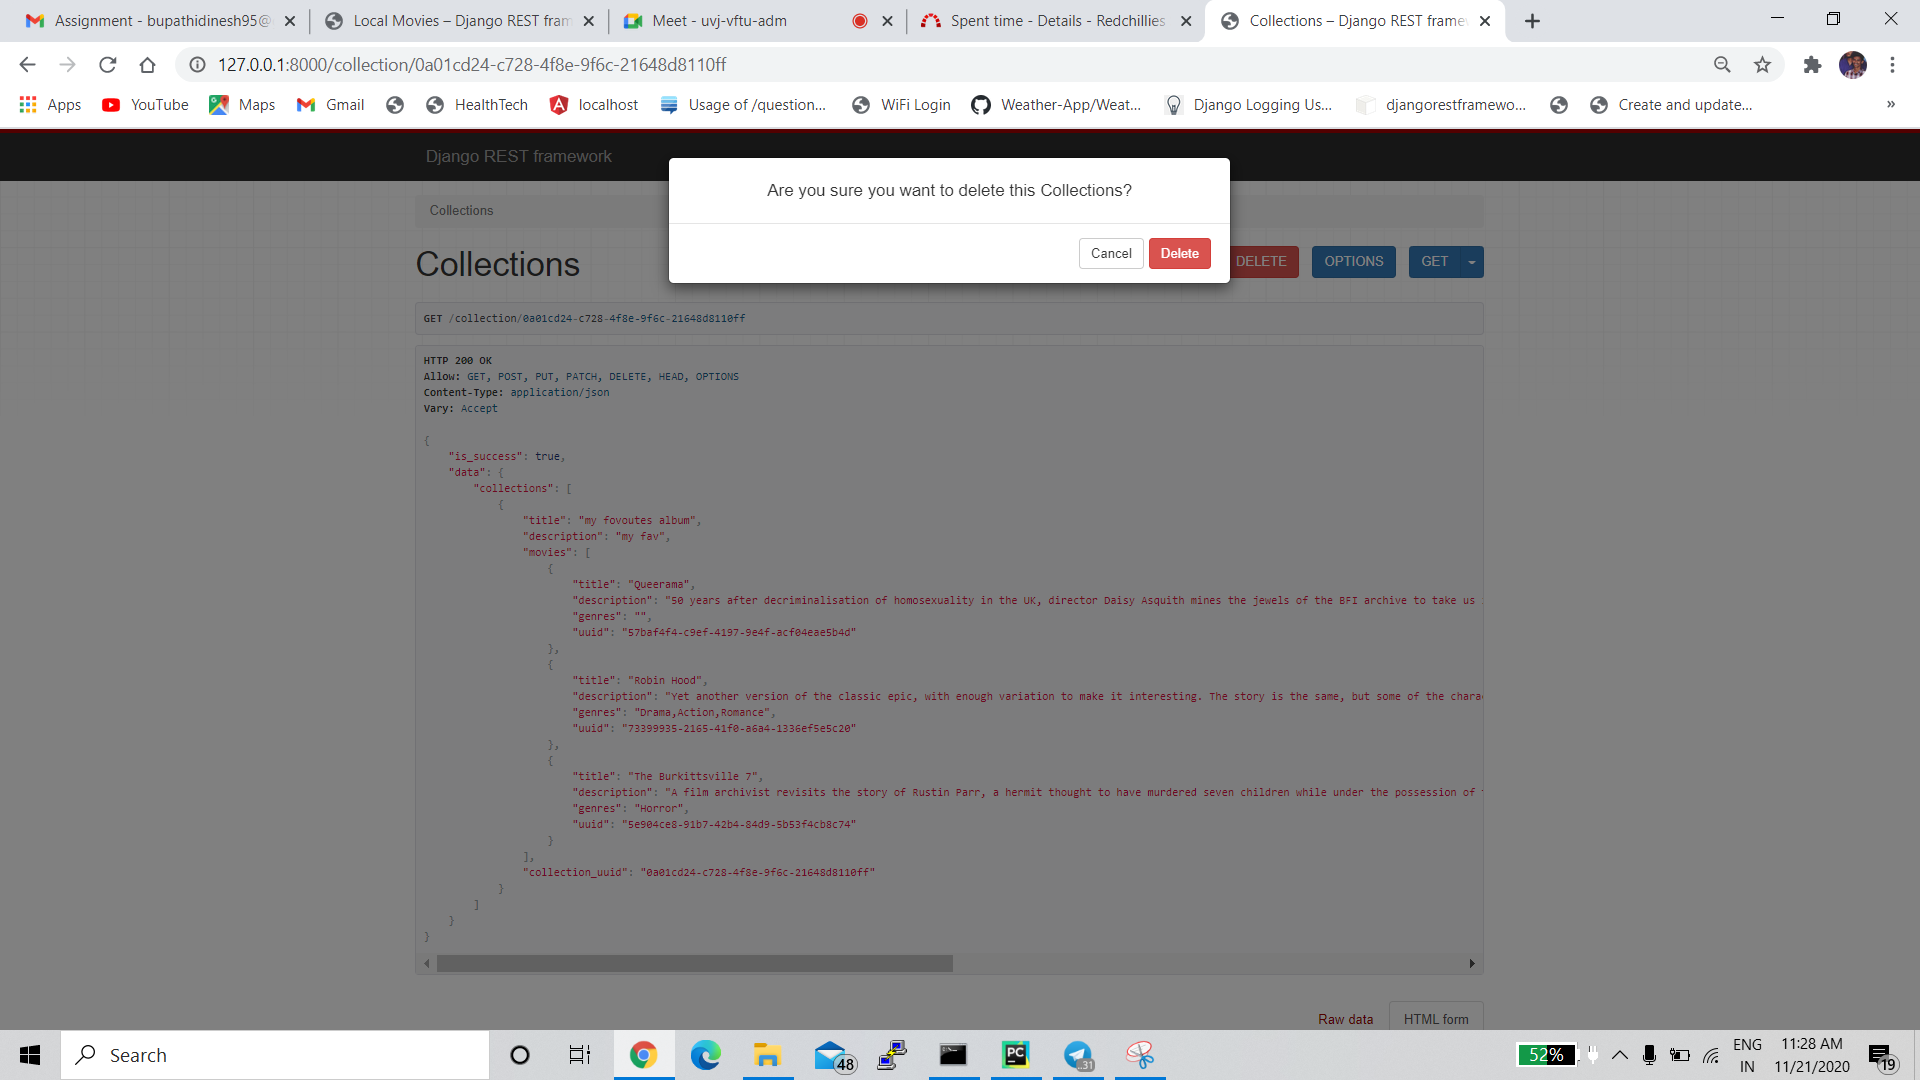 Assignment - bupathidinesh95@
Local Movies – Django REST fram
Meet - uvj-vftu-adm
Spent time - Details - Redchillies
Collections – Django REST frame
127.0.0.1:8000/collection/0a01cd24-c728-4f8e-9f6c-21648d8110ff
Apps YouTube Maps Gmail HealthTech localhost Usage of /question... WiFi Login Weather-App/Weat... Django Logging Us... djangorestframewo... Create and update... »
Django REST framework
Are you sure you want to delete this Collections?
Cancel Delete
Collections
Collections
DELETE OPTIONS GET
GET /collection/0a01cd24-c728-4f8e-9f6c-21648d8110ff
HTTP 200 OK
Allow: GET, POST, PUT, PATCH, DELETE, HEAD, OPTIONS
Content-Type: application/json
Vary: Accept
{
"is_success": true,
"data": {
"collections": [
{
"title": "my fovoutes album",
"description": "my fav",
"movies": [
{
"title": "Queerama",
"description": "50 years after decriminalisation of homosexuality in the UK, director Daisy Asquith mines the jewels of the BFI archive to take us
"genres": "",
"uuid": "57baf4f4-c9ef-4197-9e4f-acf04eae5b4d"
},
{
"title": "Robin Hood",
"description": "Yet another version of the classic epic, with enough variation to make it interesting. The story is the same, but some of the chara
"genres": "Drama,Action,Romance",
"uuid": "73399935-2165-41f0-a6a4-1336ef5e5c20"
},
{
"title": "The Burkittsville 7",
"description": "A film archivist revisits the story of Rustin Parr, a hermit thought to have murdered seven children while under the possession of
"genres": "Horror",
"uuid": "5e904ce8-91b7-42b4-84d9-5b53f4cb8c74"
}
],
"collection_uuid": "0a01cd24-c728-4f8e-9f6c-21648d8110ff"
}
]
}
}
Raw data HTML form
Search
48
PC
31
52%
ENG
IN
11:28 AM
11/21/2020
19